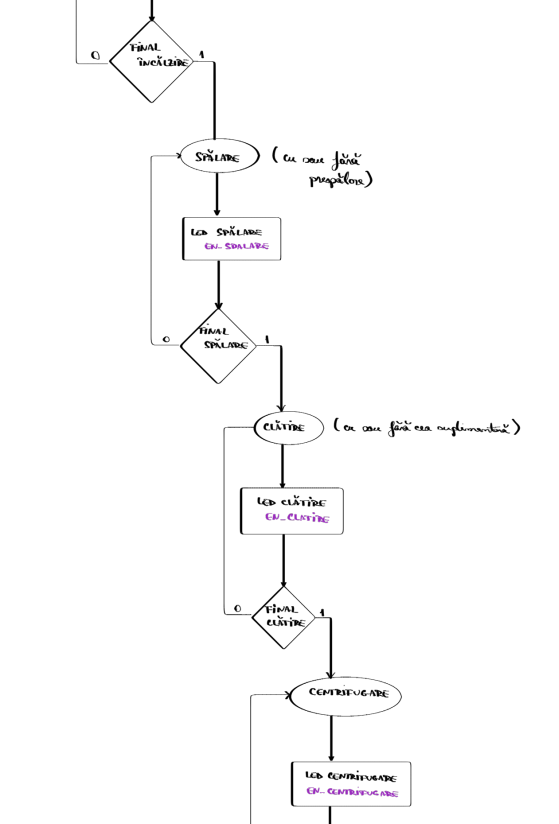 FINAL
ÎNCĂLZIRE
0
1
SPĂLARE
(cu sau fără
prespălare)
LED SPĂLARE
EN_SPALARE
FINAL
SPĂLARE
0
1
CLĂTIRE
(cu sau fără cea suplimentară)
LED CLĂTIRE
EN_CLATIRE
0
FINAL
CLĂTIRE
1
CENTRIFUGARE
LED CENTRIFUGARE
EN_CENTRIFUGARE